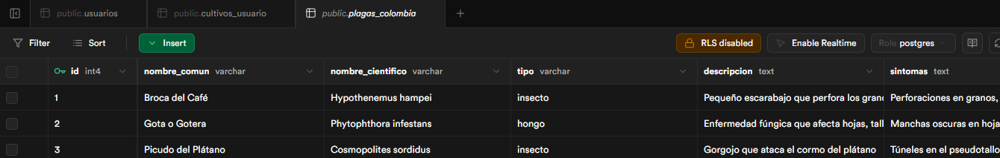 public.usuarios public.cultivos_usuario public.plagas_colombia
Filter Sort Insert RLS disabled Enable Realtime Role postgres
id int4 nombre_comun varchar nombre_cientifico varchar tipo varchar descripcion text sintomas text
1 Broca del Café Hypothenemus hampei insecto Pequeño escarabajo que perfora los gran Perforaciones en granos,
2 Gota o Gotera Phytophthora infestans hongo Enfermedad fúngica que afecta hojas, tall Manchas oscuras en hoja
3 Picudo del Plátano Cosmopolites sordidus insecto Gorgojo que ataca el cormo del plátano Túneles en el pseudotallo